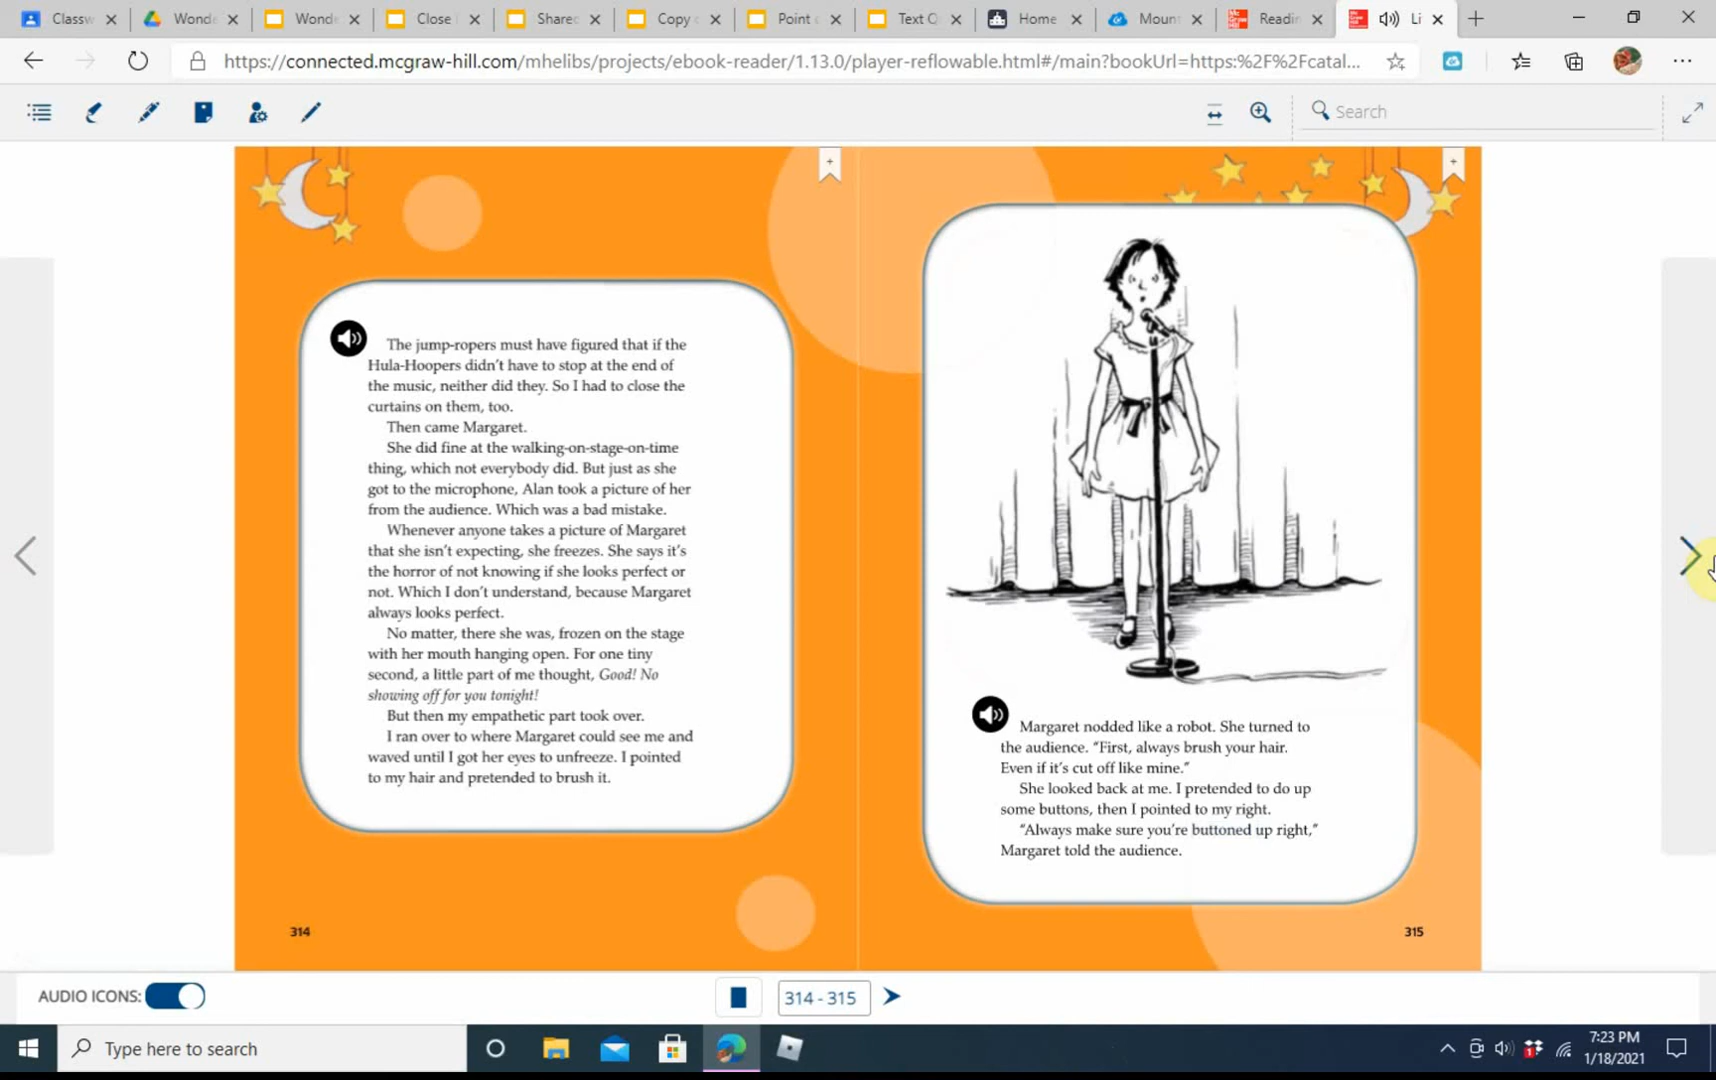 Classw
Wonde
Wonde
Close
Shared
Copy
Point
Text Q
Home
Moun
Readi
Li
https://connected.mcgraw-hill.com/mhelibs/projects/ebook-reader/1.13.0/player-reflowable.html#/main?bookUrl=https:%2F%2Fcatal...
Search
The jump-ropers must have figured that if the
Hula-Hoopers didn't have to stop at the end of
the music, neither did they. So I had to close the
curtains on them, too.
Then came Margaret.
She did fine at the walking-on-stage-on-time
thing, which not everybody did. But just as she
got to the microphone, Alan took a picture of her
from the audience. Which was a bad mistake.
Whenever anyone takes a picture of Margaret
that she isn't expecting, she freezes. She says it's
the horror of not knowing if she looks perfect or
not. Which I don't understand, because Margaret
always looks perfect.
No matter, there she was, frozen on the stage
with her mouth hanging open. For one tiny
second, a little part of me thought, Good! No
showing off for you tonight!
But then my empathetic part took over.
I ran over to where Margaret could see me and
waved until I got her eyes to unfreeze. I pointed
to my hair and pretended to brush it.
314
Margaret nodded like a robot. She turned to
the audience. "First, always brush your hair.
Even if it's cut off like mine."
She looked back at me. I pretended to do up
some buttons, then I pointed to my right.
"Always make sure you're buttoned up right,"
Margaret told the audience.
315
AUDIO ICONS:
314 - 315
Type here to search
7:23 PM
1/18/2021